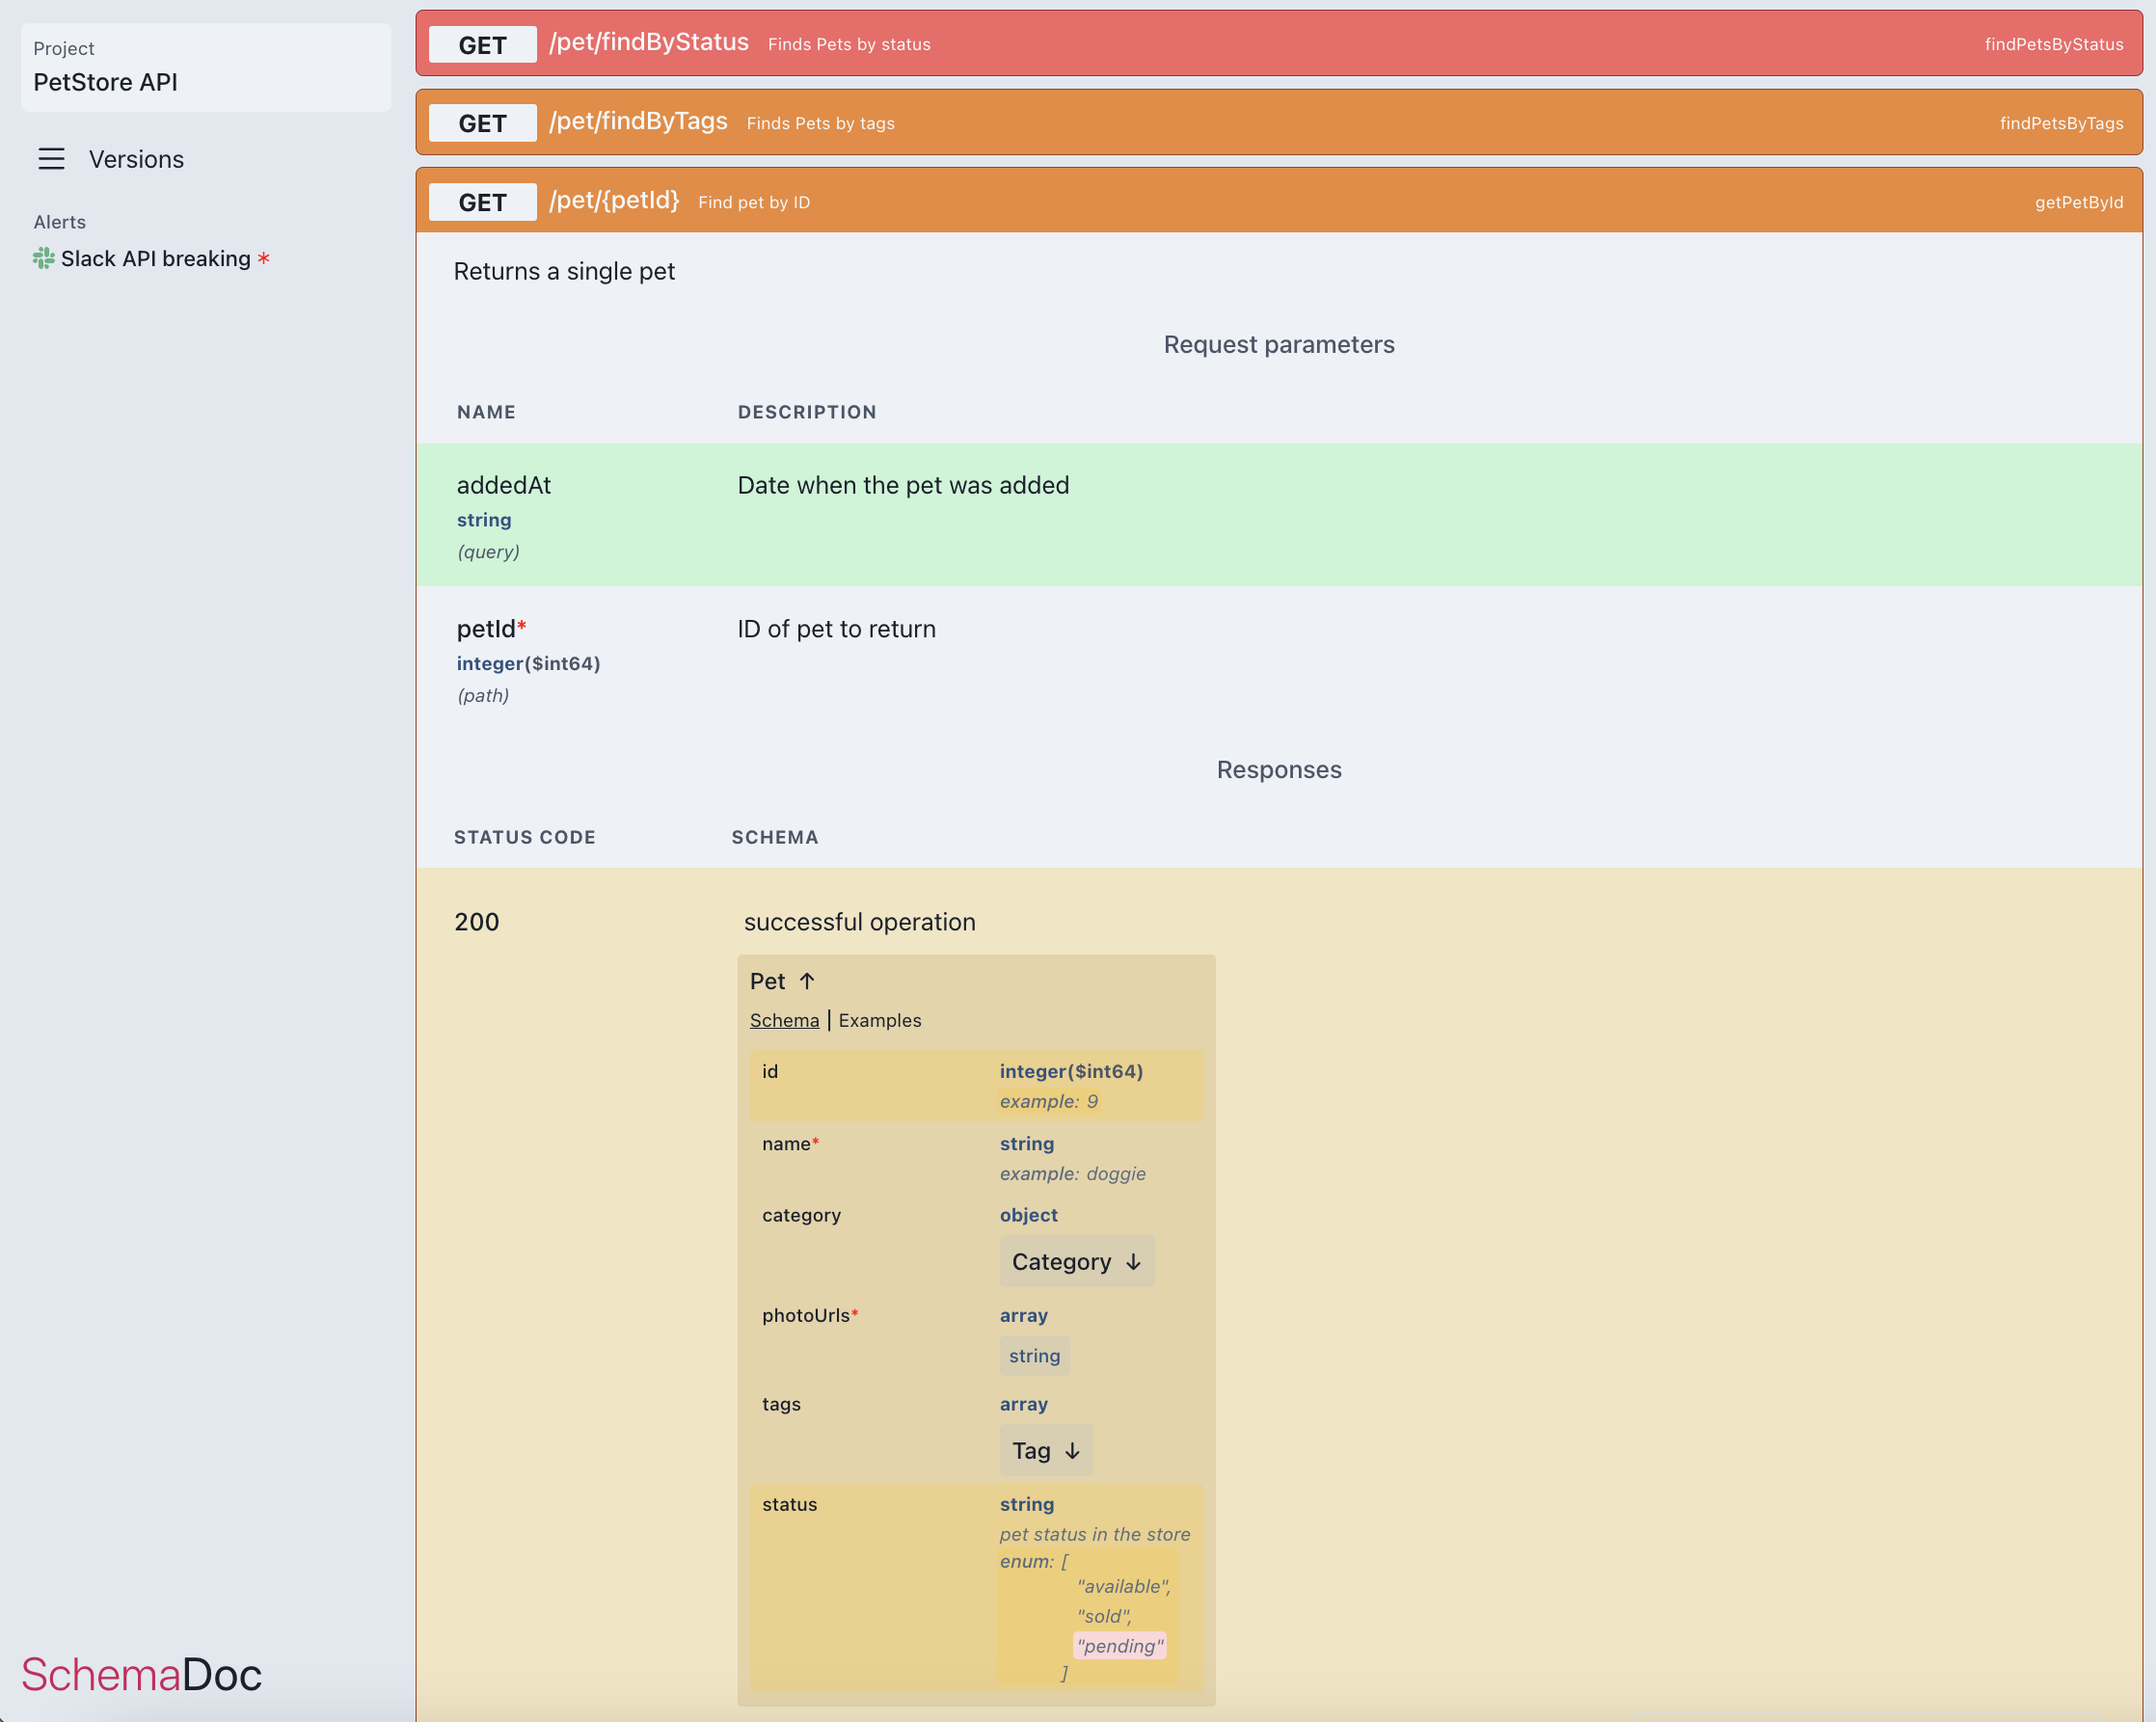 Project
PetStore API
Versions
Alerts
Slack API breaking *
SchemaDoc
GET /pet/findByStatus Finds Pets by status findPetsByStatus
GET /pet/findByTags Finds Pets by tags findPetsByTags
GET /pet/{petId} Find pet by ID getPetById
Returns a single pet
Request parameters
NAME DESCRIPTION
addedAt Date when the pet was added
string
(query)
petId* ID of pet to return
integer($int64)
(path)
Responses
STATUS CODE SCHEMA
200 successful operation
Pet ↑
Schema | Examples
id integer($int64)
example: 9
name* string
example: doggie
category object
Category ↓
photoUrls* array
string
tags array
Tag ↓
status string
pet status in the store
enum: [
"available",
"sold",
"pending"
]